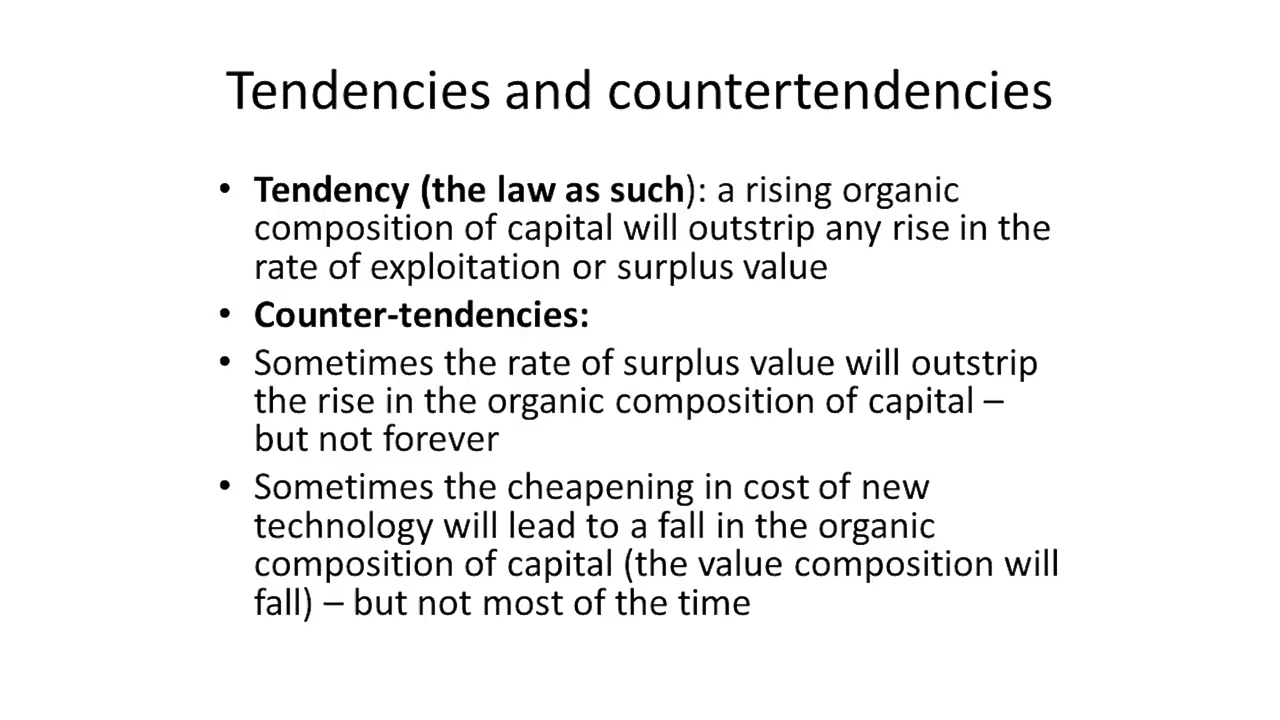 Tendencies and countertendencies
• Tendency (the law as such): a rising organic
composition of capital will outstrip any rise in the
rate of exploitation or surplus value
• Counter-tendencies:
• Sometimes the rate of surplus value will outstrip
the rise in the organic composition of capital –
but not forever
• Sometimes the cheapening in cost of new
technology will lead to a fall in the organic
composition of capital (the value composition will
fall) – but not most of the time